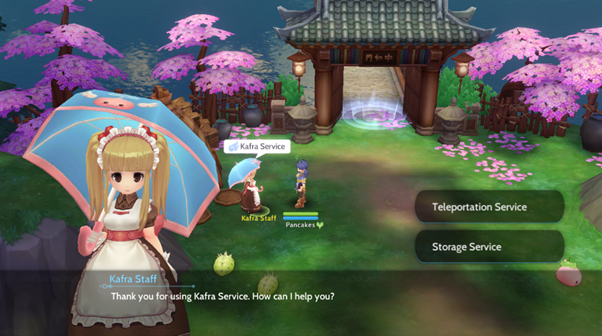 Kafra Service
Kafra Staff
Pancakes
Teleportation Service
Storage Service
Kafra Staff
Thank you for using Kafra Service. How can I help you?